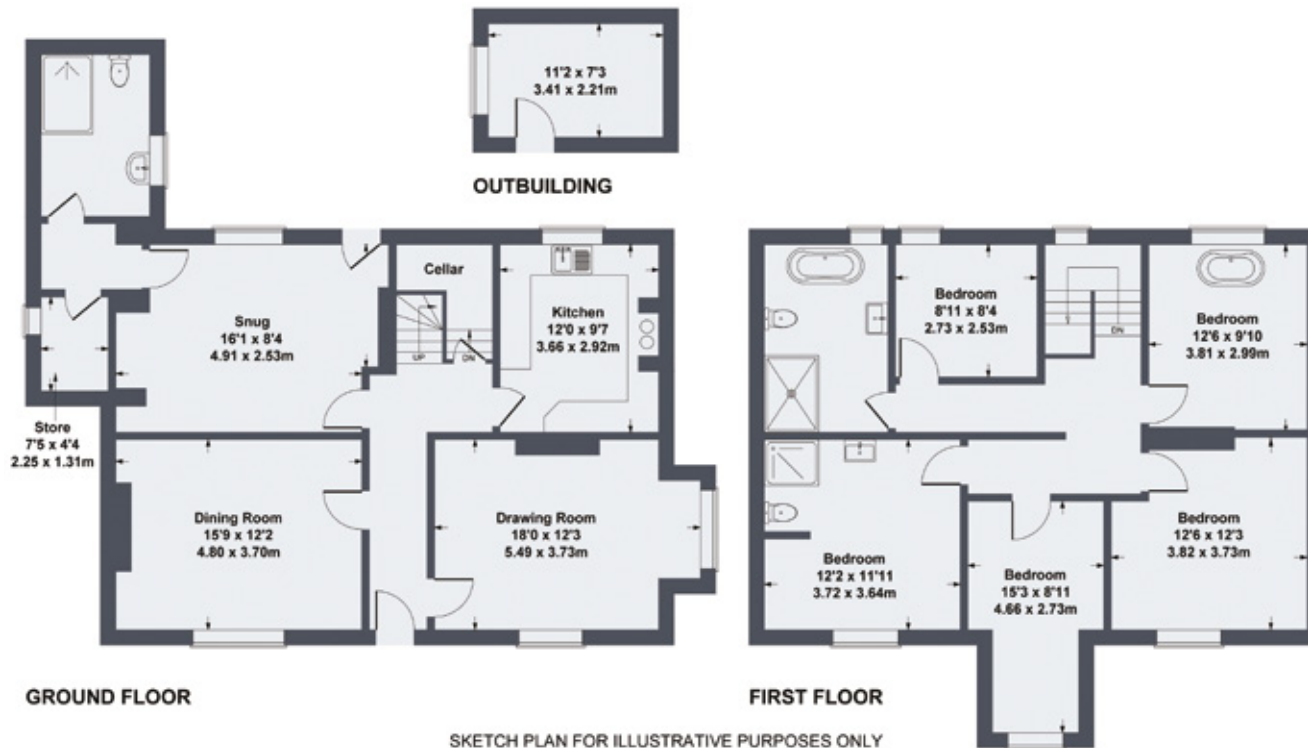 11'2 x 7'3
3.41 x 2.21m
OUTBUILDING
Cellar
Kitchen
12'0 x 9'7
3.66 x 2.92m
Snug
16'1 x 8'4
4.91 x 2.53m
UP
DN
Store
7'5 x 4'4
2.25 x 1.31m
Dining Room
15'9 x 12'2
4.80 x 3.70m
Drawing Room
18'0 x 12'3
5.49 x 3.73m
GROUND FLOOR
Bedroom
8'11 x 8'4
2.73 x 2.53m
DN
Bedroom
12'6 x 9'10
3.81 x 2.99m
Bedroom
12'2 x 11'11
3.72 x 3.64m
Bedroom
15'3 x 8'11
4.66 x 2.73m
Bedroom
12'6 x 12'3
3.82 x 3.73m
FIRST FLOOR
SKETCH PLAN FOR ILLUSTRATIVE PURPOSES ONLY